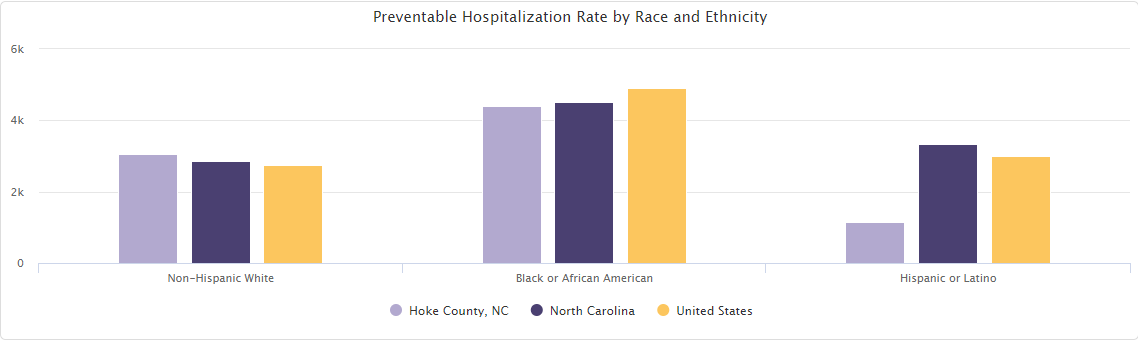 Preventable Hospitalization Rate by Race and Ethnicity
6k
4k
2k
0
Non-Hispanic White
Black or African American
Hispanic or Latino
Hoke County, NC
North Carolina
United States